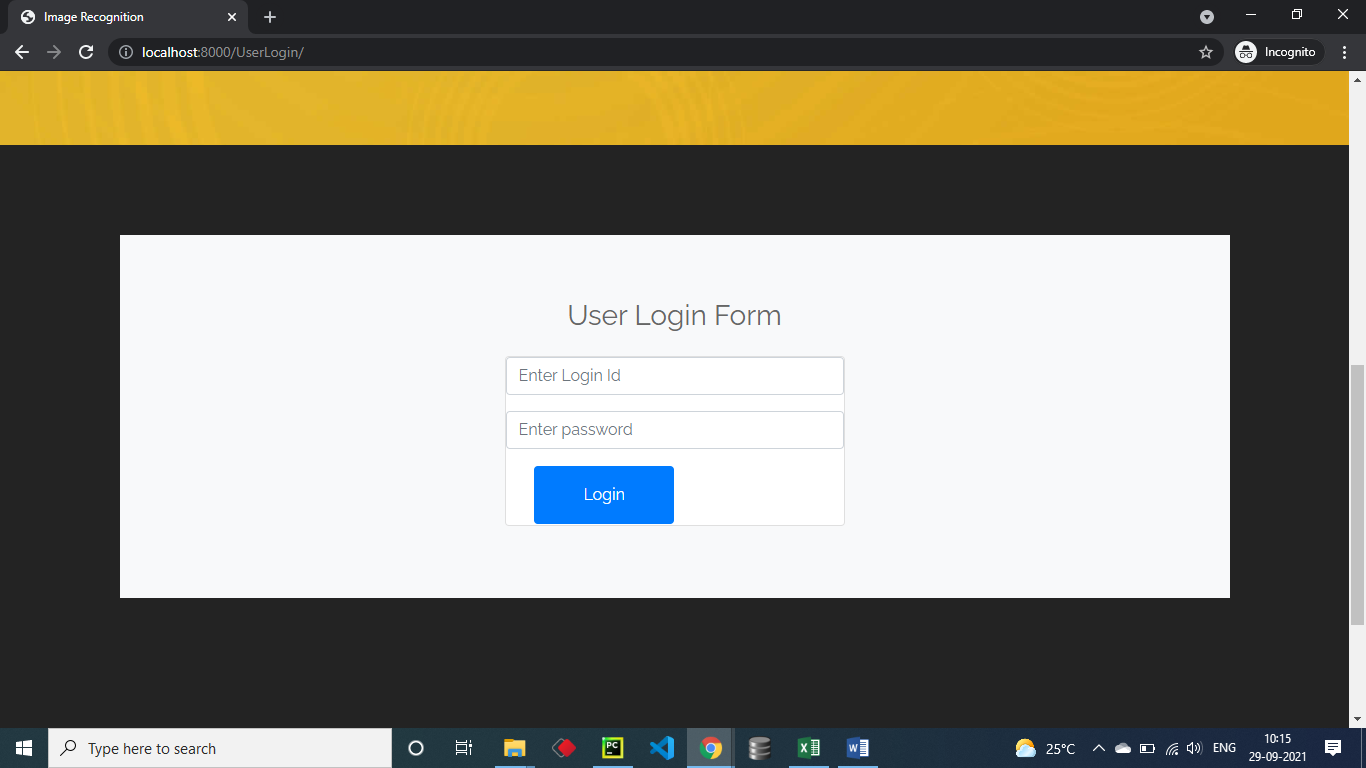 Image Recognition
localhost:8000/UserLogin/
Incognito
User Login Form
Enter Login Id
Enter password
Login
Type here to search
PC
25°C
ENG
10:15
29-09-2021